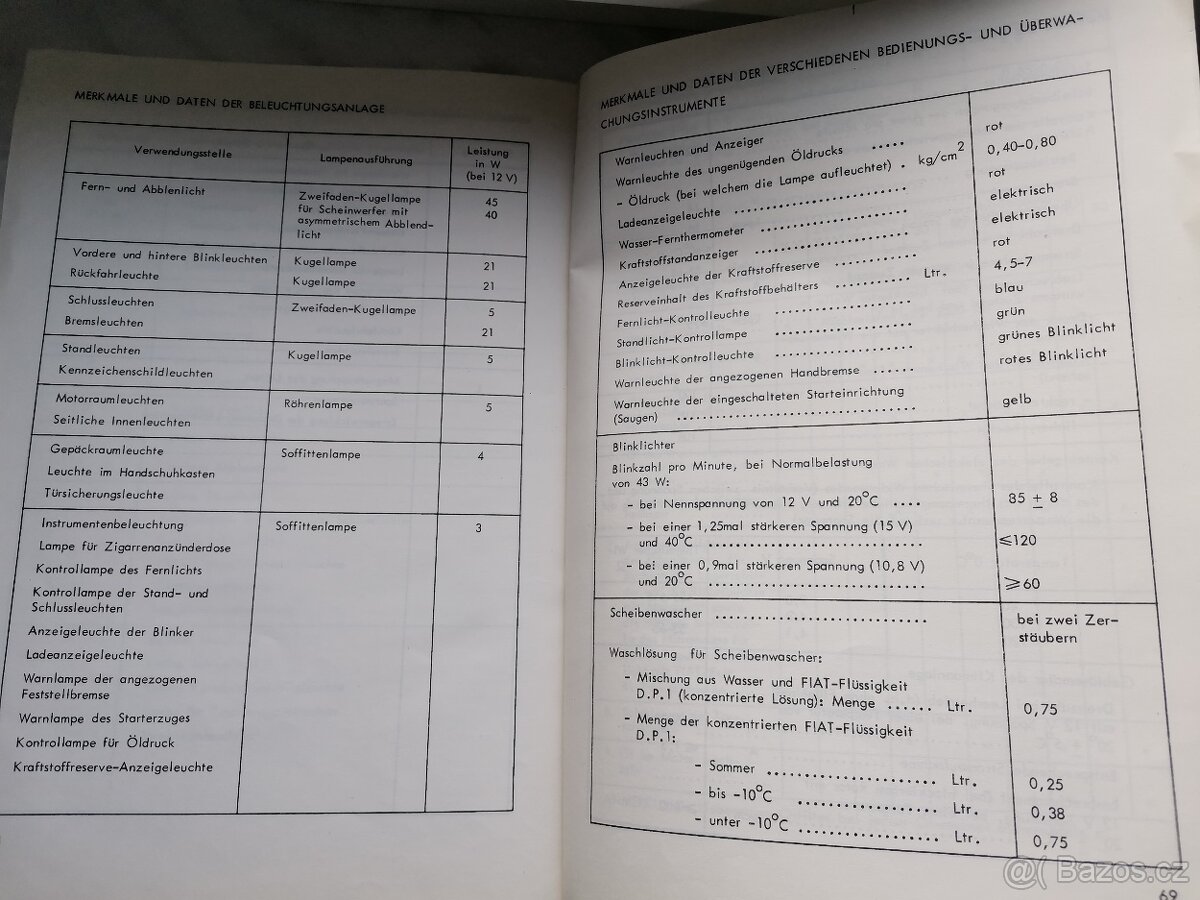 MERKMALE UND DATEN DER BELEUCHTUNGSANLAGE
Verwendungsstelle Lampenausführung Leistung
in W
(bei 12 V)
Fern- und Abblenlicht Zweifaden-Kugellampe 45
für Scheinwerfer mit 40
asymmetrischem Abblend-
licht
Vordere und hintere Blinkleuchten Kugellampe 21
Rückfahrleuchte Kugellampe 21
Schlussleuchten Zweifaden-Kugellampe 5
Bremsleuchten 21
Standleuchten Kugellampe 5
Kennzeichenschildleuchten
Motorraumleuchten Röhrenlampe 5
Seitliche Innenleuchten
Gepäckraumleuchte Soffittenlampe 4
Leuchte im Handschuhkasten
Türsicherungsleuchte
Instrumentenbeleuchtung Soffittenlampe 3
Lampe für Zigarrenanzünderdose
Kontrollampe des Fernlichts
Kontrollampe der Stand- und
Schlussleuchten
Anzeigeleuchte der Blinker
Ladeanzeigeleuchte
Warnlampe der angezogenen
Feststellbremse
Warnlampe des Starterzuges
Kontrollampe für Öldruck
Kraftstoffreserve-Anzeigeleuchte
MERKMALE UND DATEN DER VERSCHIEDENEN BEDIENUNGS- UND ÜBERWA-
CHUNGSINSTRUMENTE
Warnleuchten und Anzeiger
Warnleuchte des ungenügenden Öldrucks ..... rot
- Öldruck (bei welchem die Lampe aufleuchtet) . kg/cm² 0,40-0,80
Ladeanzeigeleuchte .................... rot
Wasser-Fernthermometer .................... elektrisch
Kraftstoffstandanzeiger .................... elektrisch
Anzeigeleuchte der Kraftstoffreserve ............ rot
Reserveinhalt des Kraftstoffbehälters ........... Ltr. 4,5-7
Fernlicht-Kontrolleuchte .................... blau
Standlicht-Kontrollampe .................... grün
Blinklicht-Kontrolleuchte .................... grünes Blinklicht
Warnleuchte der angezogenen Handbremse ...... rotes Blinklicht
Warnleuchte der eingeschalteten Starteinrichtung
(Saugen) ................................... gelb
Blinklichter
Blinkzahl pro Minute, bei Normalbelastung
von 43 W:
- bei Nennspannung von 12 V und 20°C .... 85 ± 8
- bei einer 1,25mal stärkeren Spannung (15 V)
und 40°C ............................... ≤120
- bei einer 0,9mal stärkeren Spannung (10,8 V)
und 20°C ............................... ≥60
Scheibenwascher ............................... bei zwei Zer-
stäubern
Waschlösung für Scheibenwascher:
- Mischung aus Wasser und FIAT-Flüssigkeit
D.P.1 (konzentrierte Lösung): Menge ...... Ltr. 0,75
- Menge der konzentrierten FIAT-Flüssigkeit
D.P.1:
- Sommer ........................ Ltr. 0,25
- bis -10°C .................... Ltr. 0,38
- unter -10°C .................... Ltr. 0,75
69
@( Bazos.cz